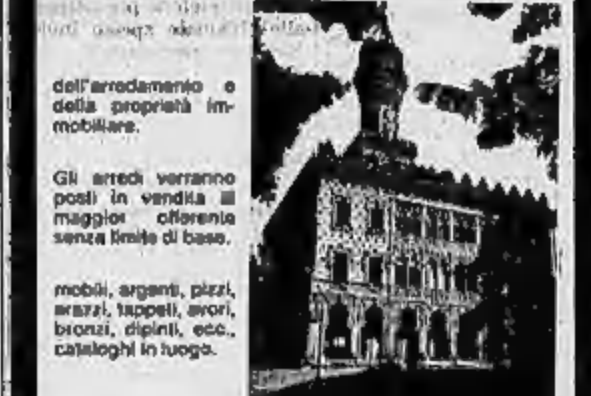 dell'arredamento e
della proprietà im-
mobiliare.
Gli arredi verranno
posti in vendita al
maggior offerente
senza limite di base.
mobili, argenti, pizzi,
arazzi, tappeti, avori,
bronzi, dipinti, ecc.,
cataloghi in luogo.